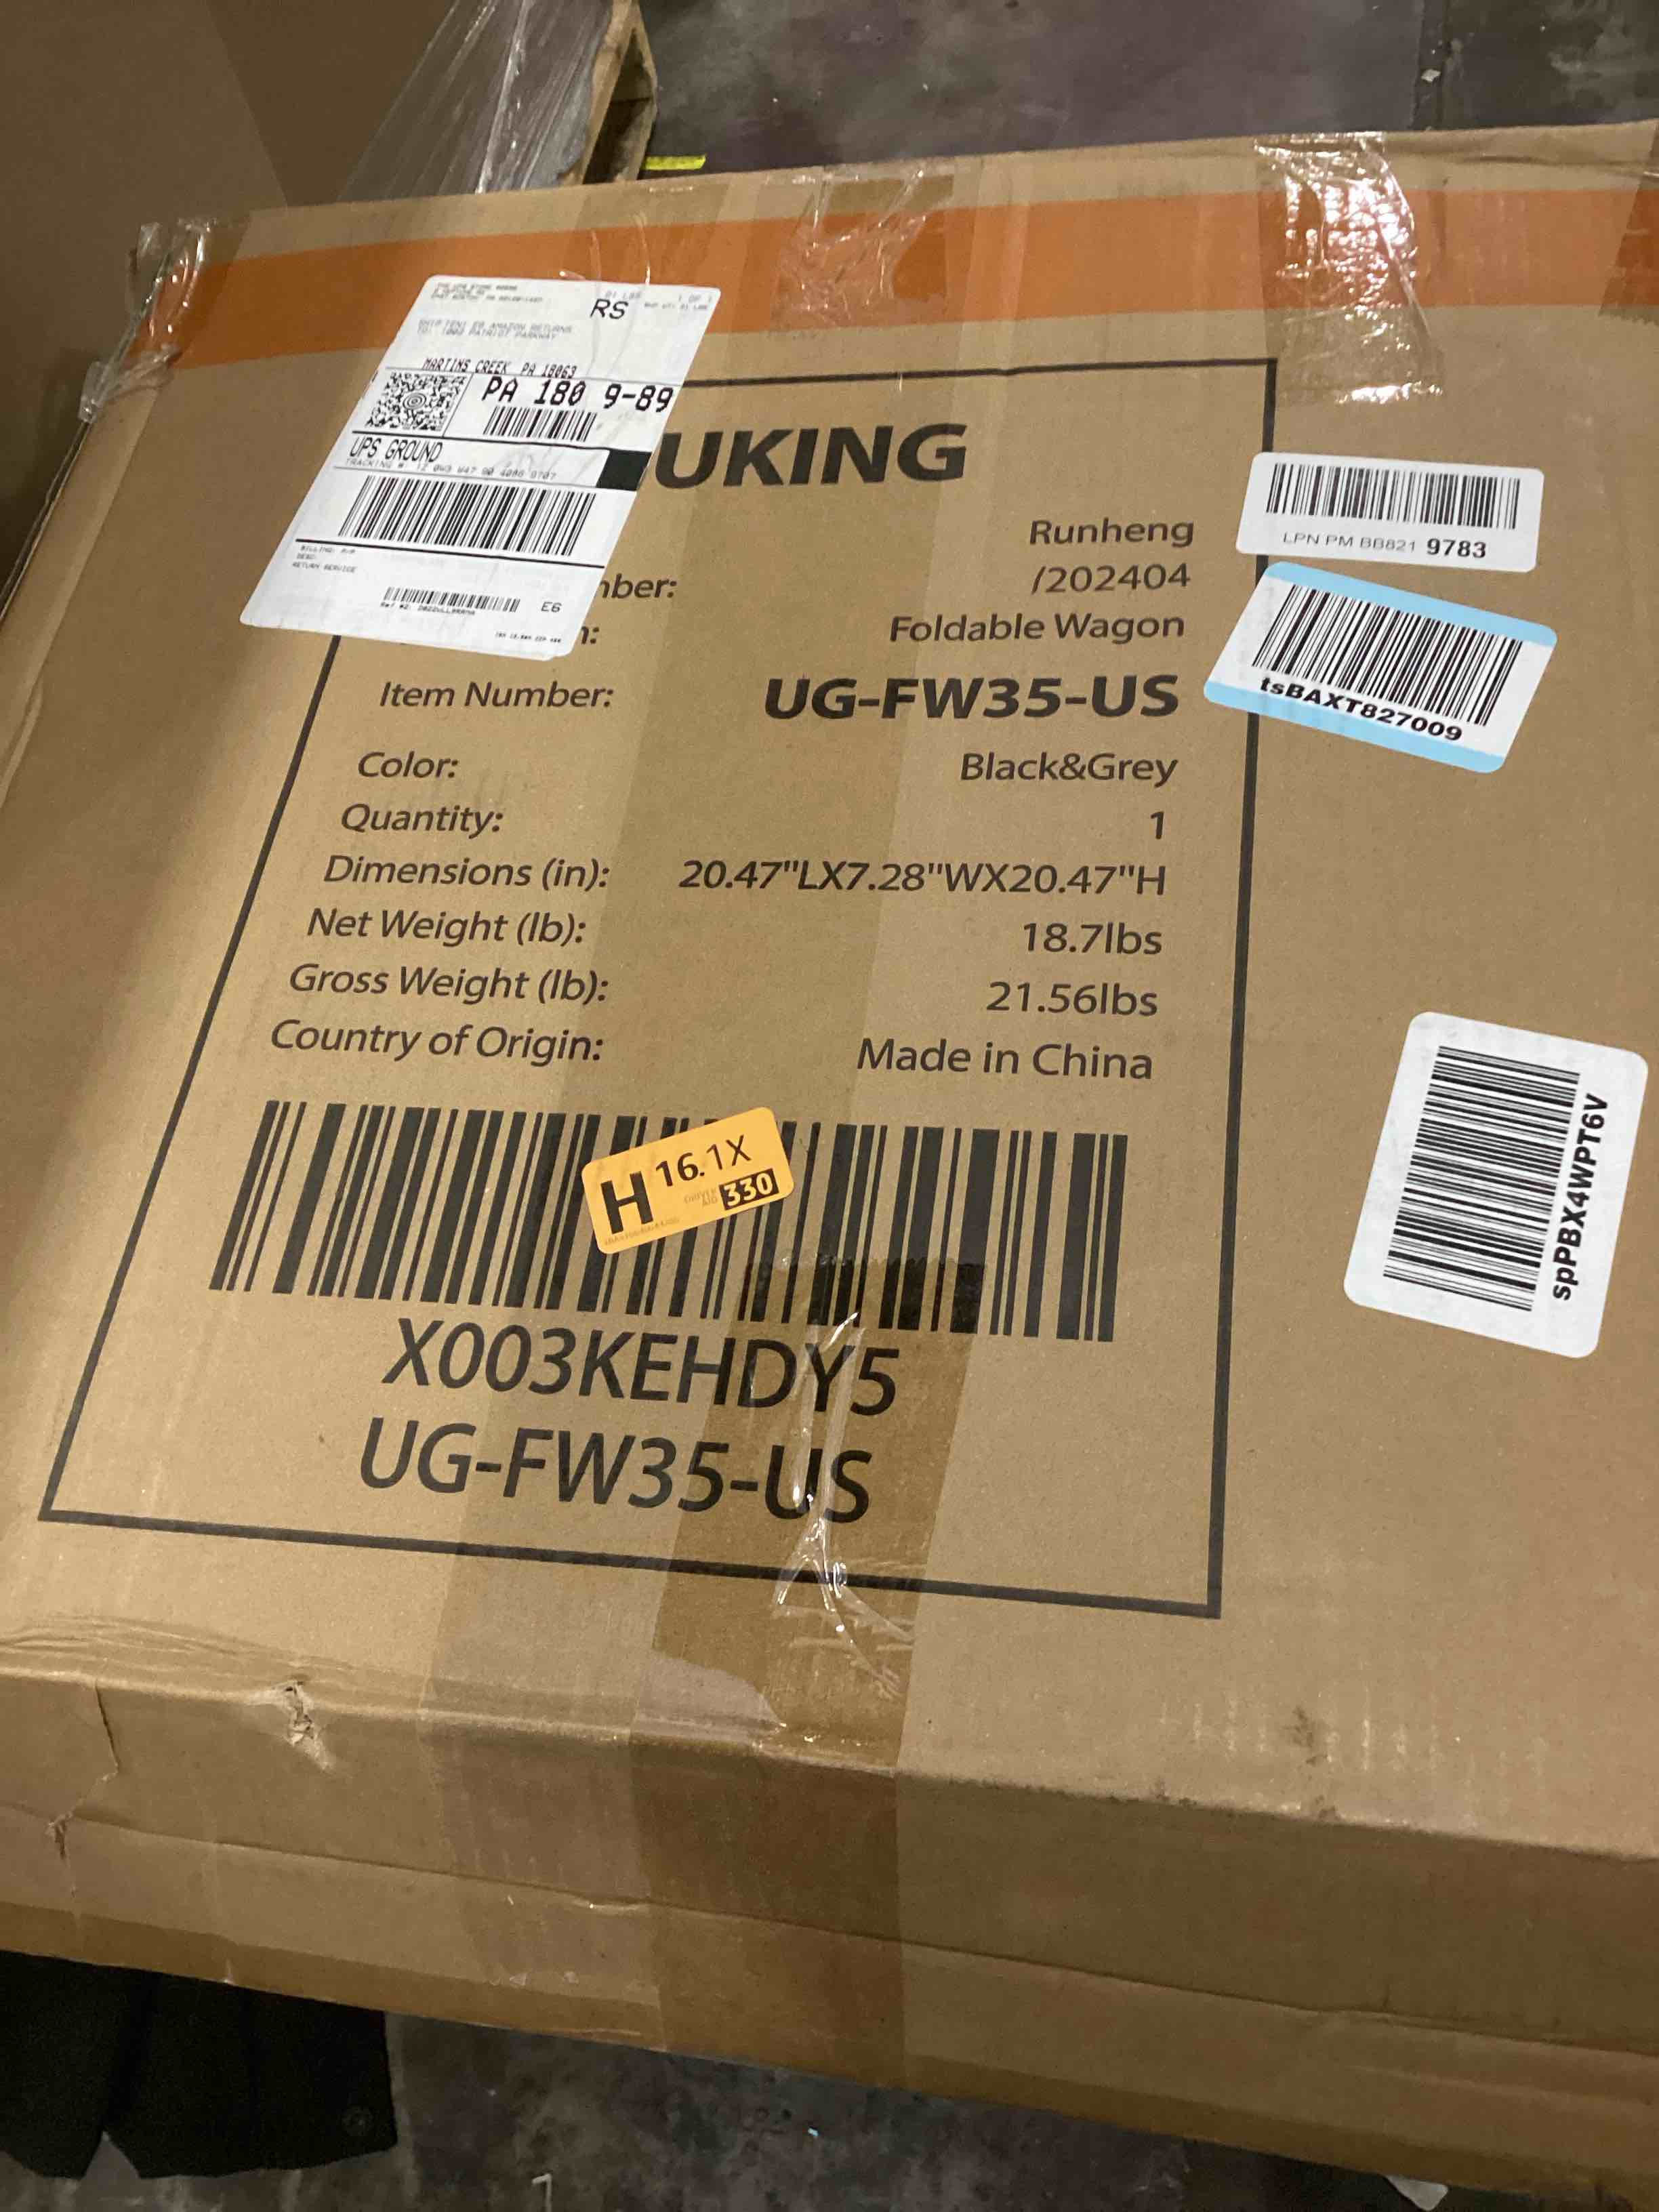 RS
MARTINS CREEK PA 18063
PA 180 9-89
UPS GROUND
RETURN SERVICE
E6
UKING
Runheng
/202404
nber:
n:
Foldable Wagon
Item Number:
UG-FW35-US
Color:
Black&Grey
Quantity:
1
Dimensions (in):
20.47"LX7.28"WX20.47"H
Net Weight (lb):
18.7lbs
Gross Weight (lb):
21.56lbs
Country of Origin:
Made in China
H 16.1X
330
X003KEHDY5
UG-FW35-US
LPN PM BB821 9783
tsBAXT827009
spPBX4WPT6V